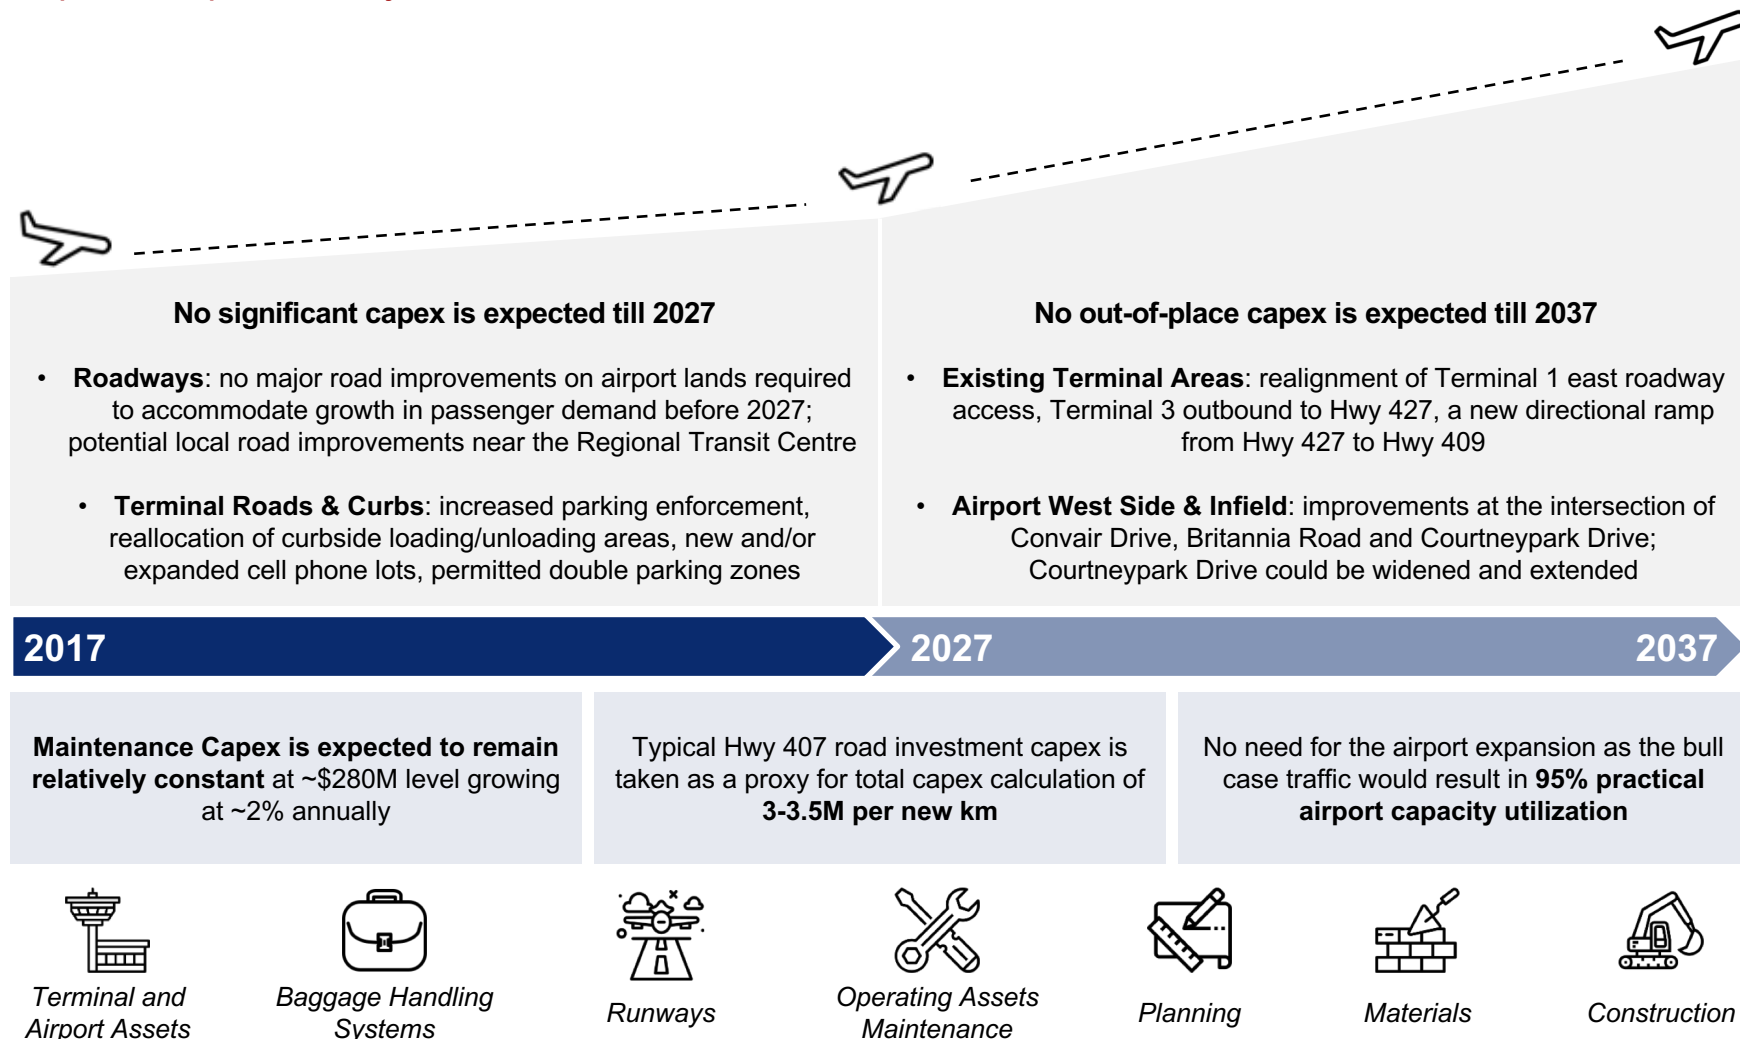 No significant capex is expected till 2027
• Roadways: no major road improvements on airport lands required
to accommodate growth in passenger demand before 2027;
potential local road improvements near the Regional Transit Centre
• Terminal Roads & Curbs: increased parking enforcement,
reallocation of curbside loading/unloading areas, new and/or
expanded cell phone lots, permitted double parking zones
No out-of-place capex is expected till 2037
• Existing Terminal Areas: realignment of Terminal 1 east roadway
access, Terminal 3 outbound to Hwy 427, a new directional ramp
from Hwy 427 to Hwy 409
• Airport West Side & Infield: improvements at the intersection of
Convair Drive, Britannia Road and Courtneypark Drive;
Courtneypark Drive could be widened and extended
2017
2027
2037
Maintenance Capex is expected to remain
relatively constant at ~$280M level growing
at ~2% annually
Typical Hwy 407 road investment capex is
taken as a proxy for total capex calculation of
3-3.5M per new km
No need for the airport expansion as the bull
case traffic would result in 95% practical
airport capacity utilization
Terminal and
Airport Assets
Baggage Handling
Systems
Runways
Operating Assets
Maintenance
Planning
Materials
Construction